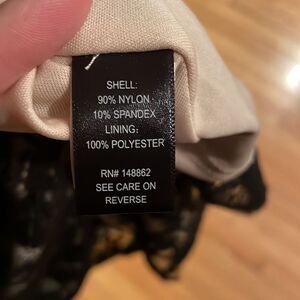 SHELL:
90% NYLON
10% SPANDEX
LINING:
100% POLYESTER
RN# 148862
SEE CARE ON
REVERSE